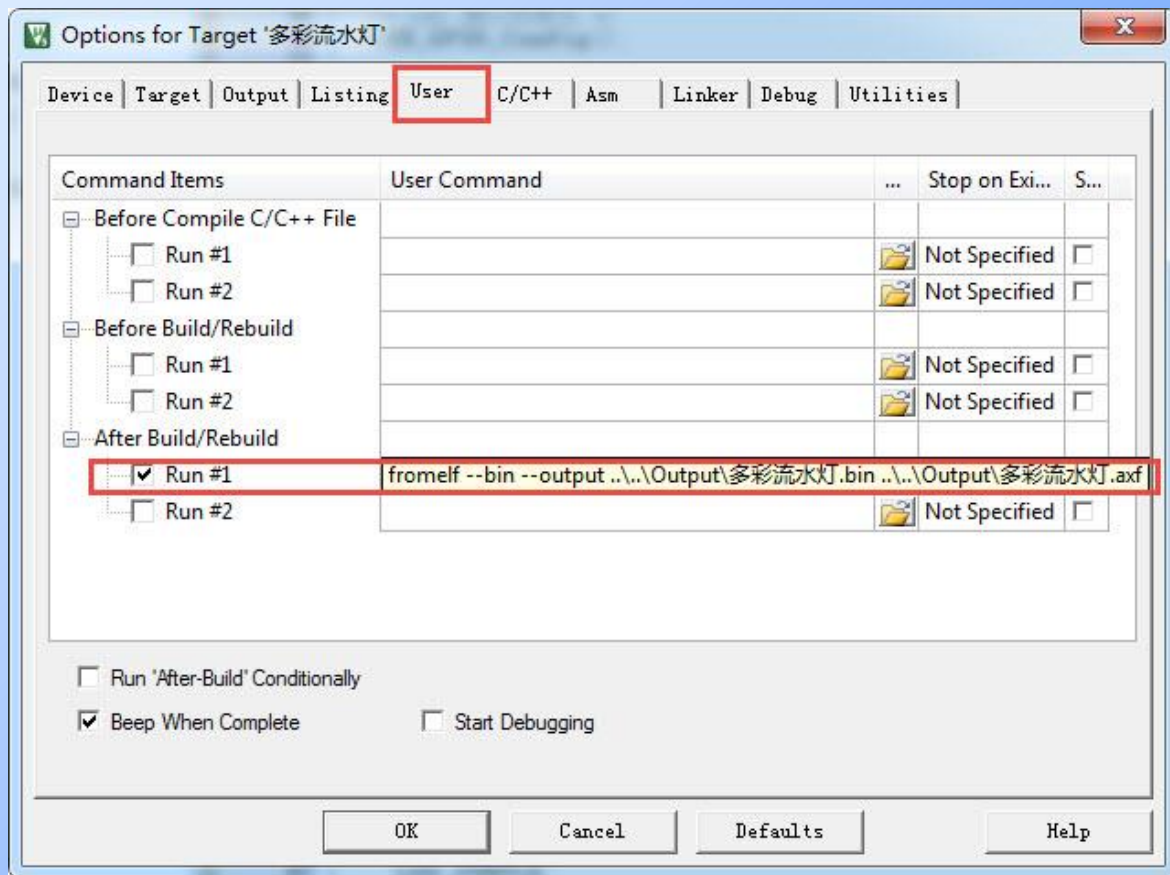 Options for Target '多彩流水灯'
X
Device Target Output Listing User C/C++ Asm Linker Debug Utilities
Command Items User Command ... Stop on Exi... S...
Before Compile C/C++ File
Run #1 Not Specified
Run #2 Not Specified
Before Build/Rebuild
Run #1 Not Specified
Run #2 Not Specified
After Build/Rebuild
Run #1 fromelf --bin --output ..\..\Output\多彩流水灯.bin ..\..\Output\多彩流水灯.axf
Run #2 Not Specified
Run 'After-Build' Conditionally
Beep When Complete Start Debugging
OK Cancel Defaults Help